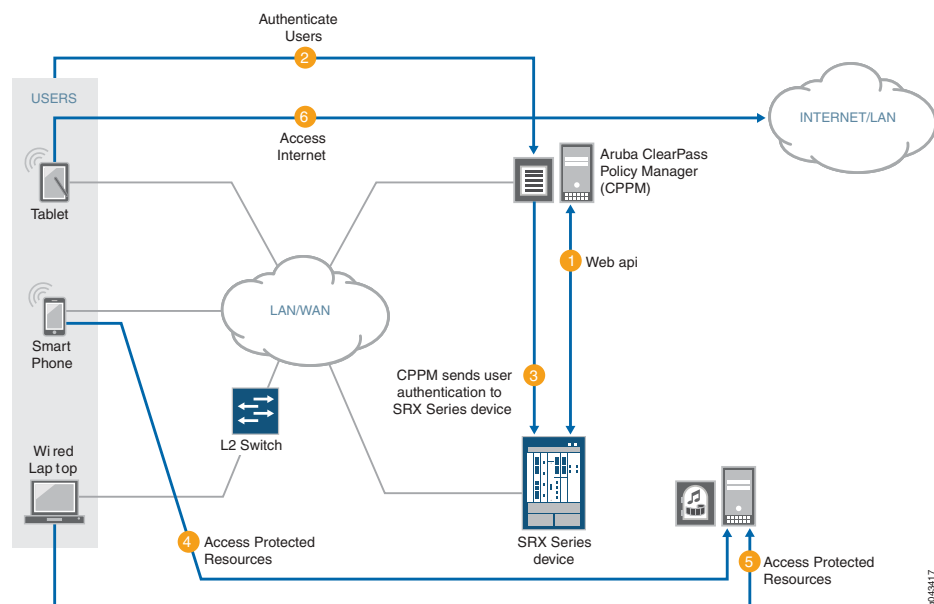 Authenticate
Users
2
USERS
6
Access
Internet
INTERNET/LAN
Aruba ClearPass
Policy Manager
(CPPM)
Tablet
1
Web api
LAN/WAN
Smart
Phone
CPPM sends user
authentication to
SRX Series device
3
L2 Switch
Wi red
Lap top
SRX Series
device
4
Access Protected
Resources
5
Access Protected
Resources
g043417